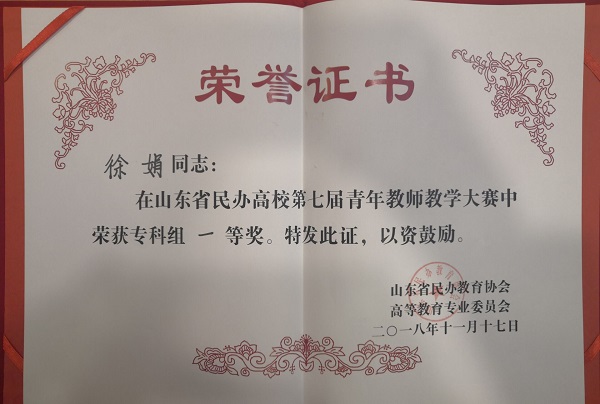 荣誉证书
徐娟同志：
在山东省民办高校第七届青年教师教学大赛中
荣获专科组 一 等奖。特发此证，以资鼓励。
山东省民办教育协会
高等教育专业委员会
二〇一八年十一月十七日